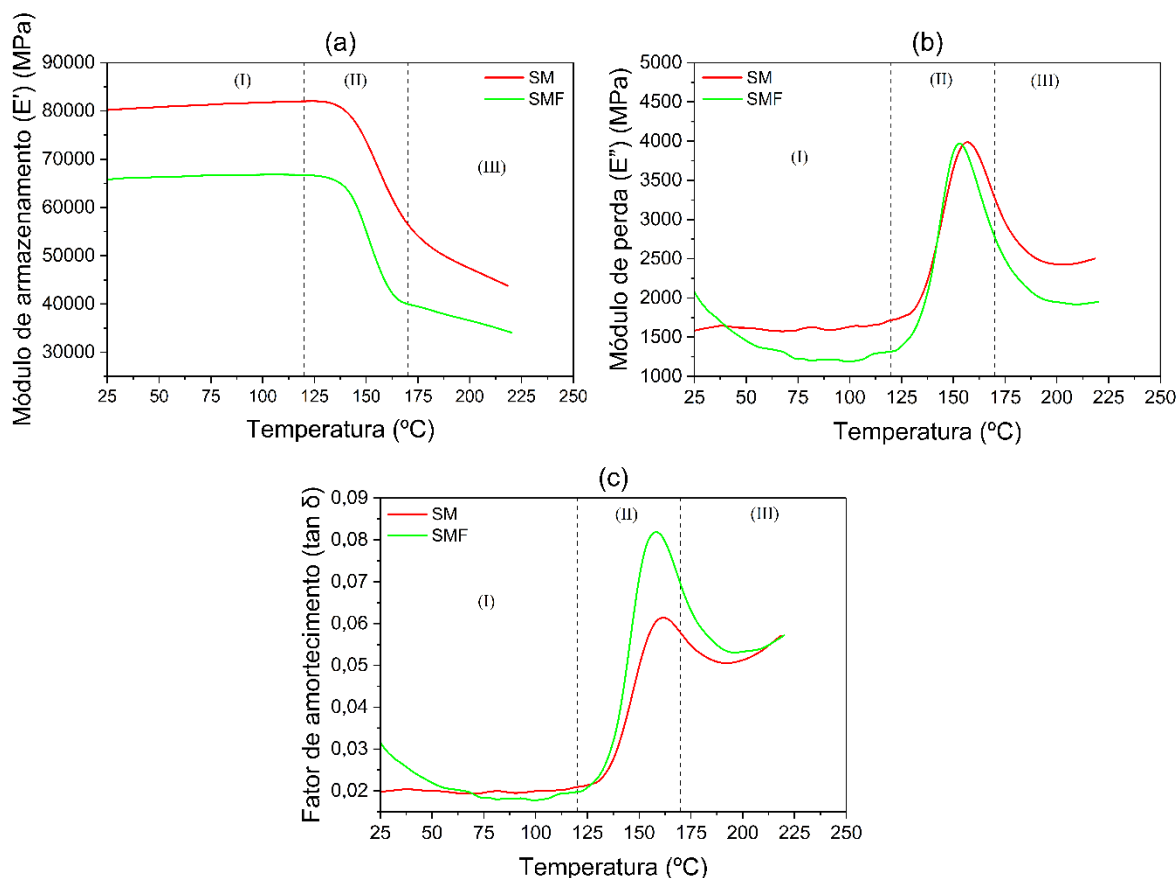 (a)
Módulo de armazenamento (E') (MPa)
90000
80000
70000
60000
50000
40000
30000
(I)
(II)
(III)
SM
SMF
25 50 75 100 125 150 175 200 225 250
Temperatura (ºC)
(b)
Módulo de perda (E") (MPa)
5000
4500
4000
3500
3000
2500
2000
1500
1000
(I)
(II)
(III)
SM
SMF
25 50 75 100 125 150 175 200 225 250
Temperatura (ºC)
(c)
Fator de amortecimento (tan δ)
0,09
0,08
0,07
0,06
0,05
0,04
0,03
0,02
(I)
(II)
(III)
SM
SMF
25 50 75 100 125 150 175 200 225 250
Temperatura (ºC)